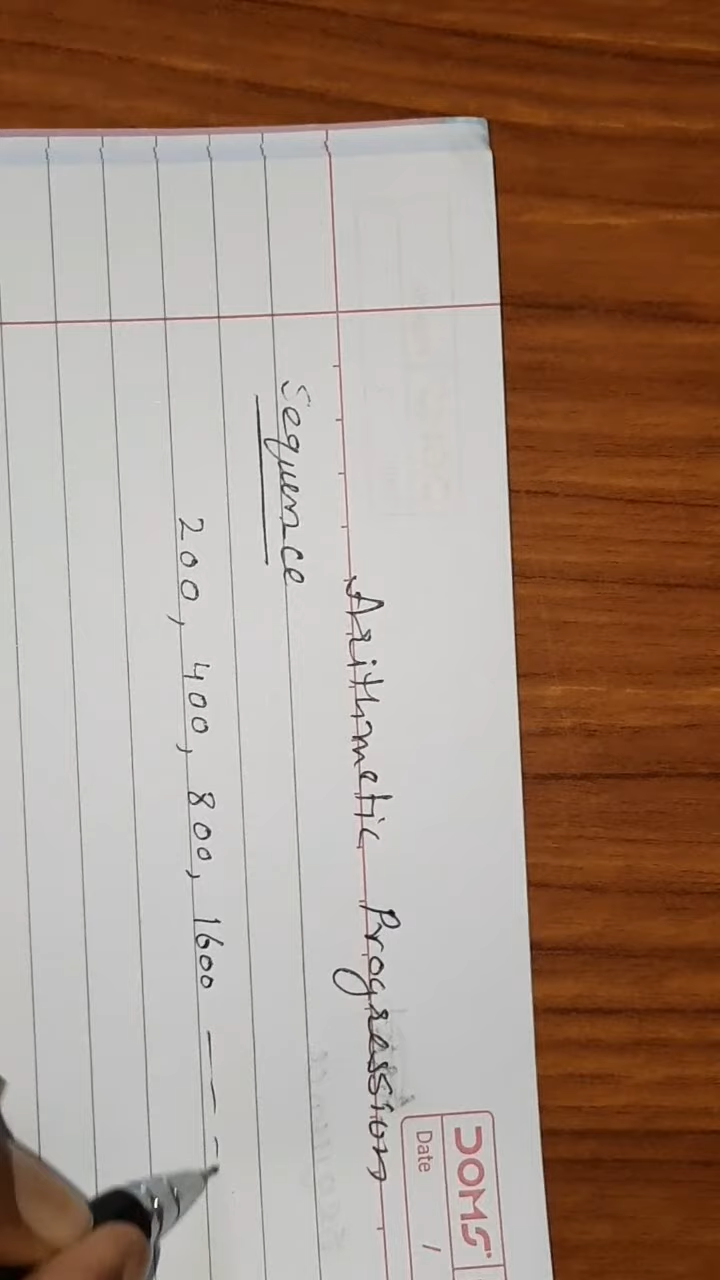 DOMS
Date /
Arithmetic Progression
Sequence
200, 400, 800, 1600 - - -